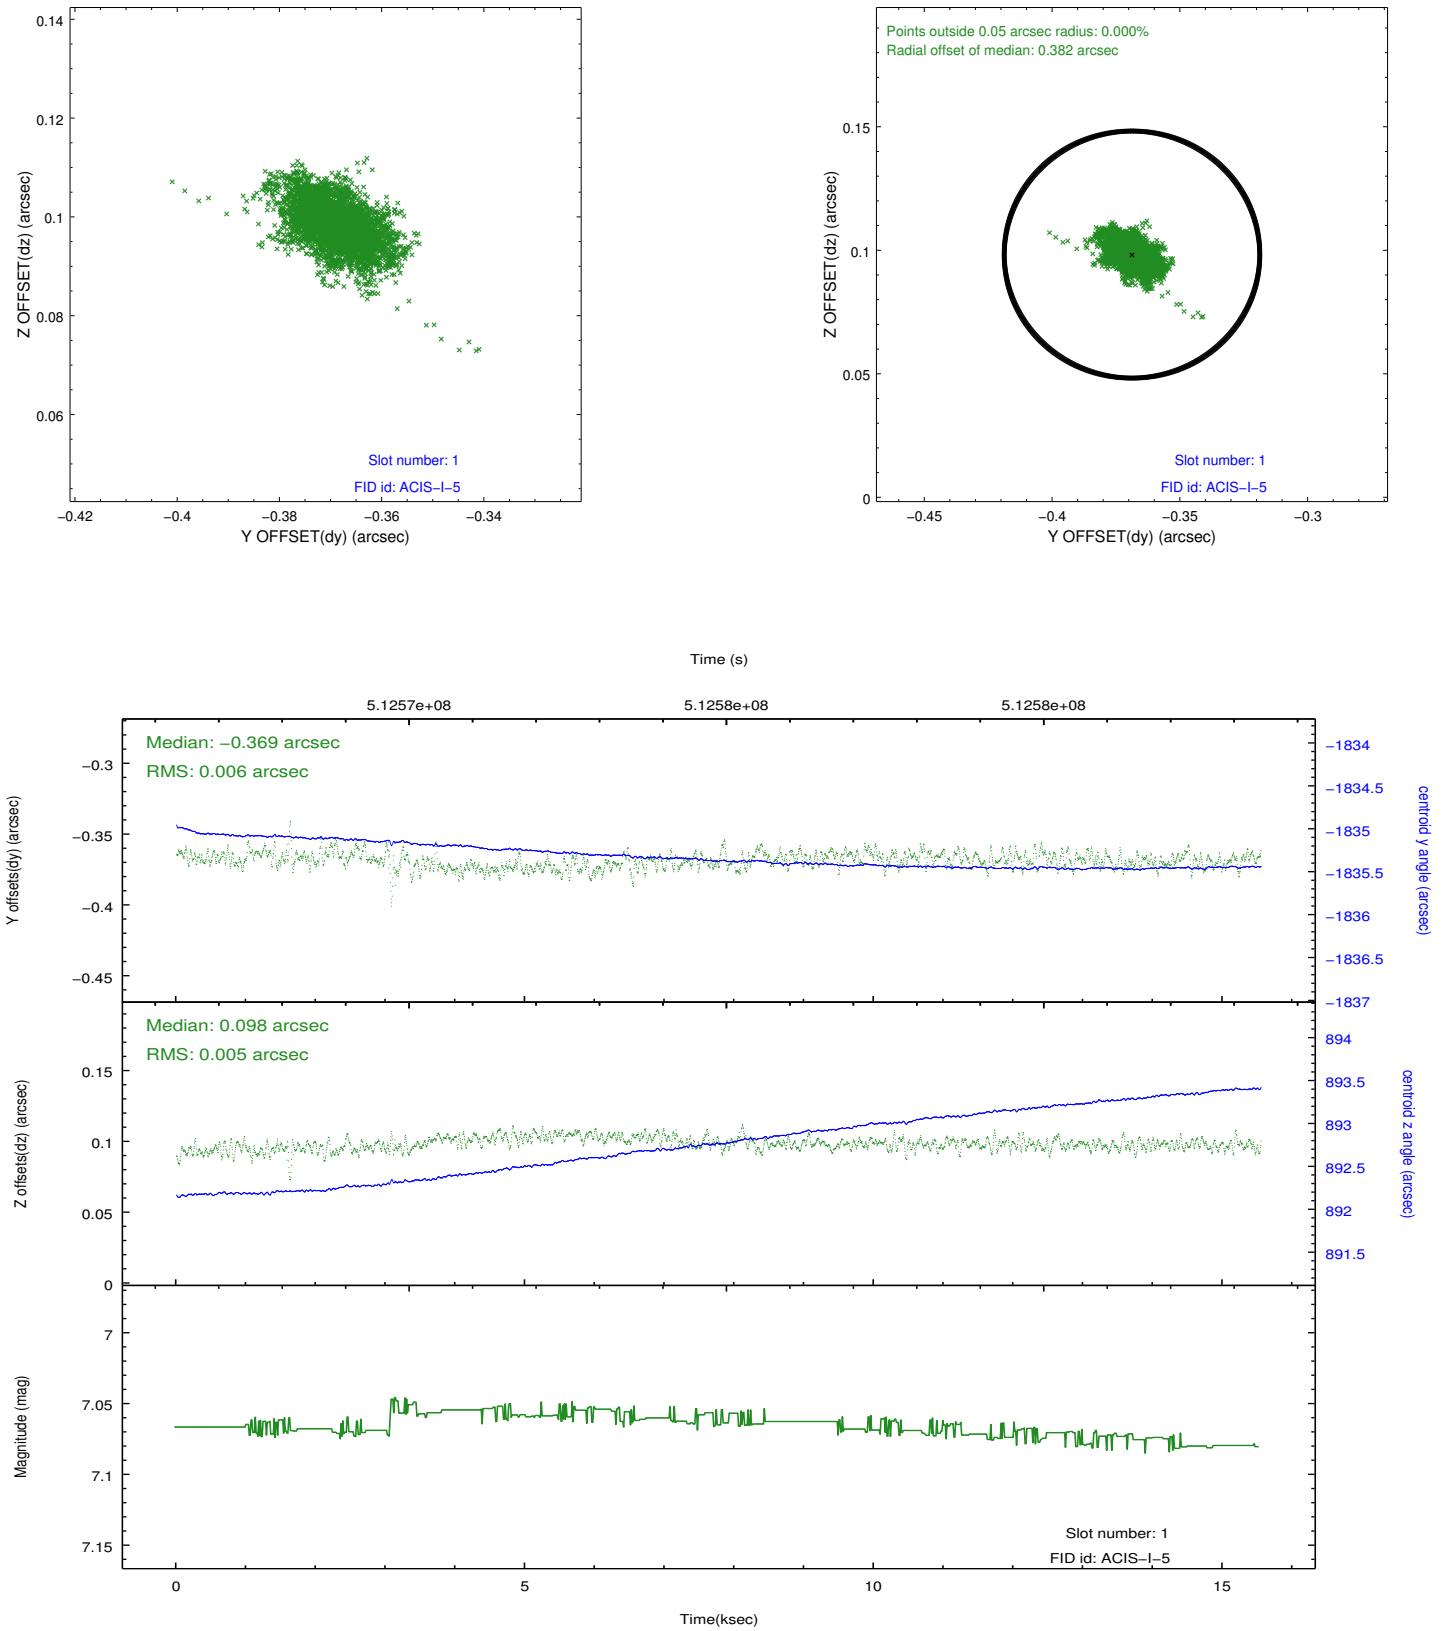 0.14
0.12
0.1
0.08
0.06
Z OFFSET(dz) (arcsec)
Slot number: 1
FID id: ACIS−I−5
−0.42
−0.4
−0.38
−0.36
−0.34
Y OFFSET(dy) (arcsec)
Points outside 0.05 arcsec radius: 0.000%
Radial offset of median: 0.382 arcsec
0.15
0.1
0.05
0
Z OFFSET(dz) (arcsec)
Slot number: 1
FID id: ACIS−I−5
−0.45
−0.4
−0.35
−0.3
Y OFFSET(dy) (arcsec)
Time (s)
5.1257e+08
5.1258e+08
5.1258e+08
Median: −0.369 arcsec
RMS: 0.006 arcsec
−0.3
−0.35
−0.4
−0.45
Y offsets(dy) (arcsec)
−1834
−1834.5
−1835
−1835.5
−1836
−1836.5
−1837
centroid y angle (arcsec)
Median: 0.098 arcsec
RMS: 0.005 arcsec
0.15
0.1
0.05
0
Z offsets(dz) (arcsec)
894
893.5
893
892.5
892
891.5
centroid z angle (arcsec)
7
7.05
7.1
7.15
Magnitude (mag)
Slot number: 1
FID id: ACIS−I−5
0
5
10
15
Time(ksec)